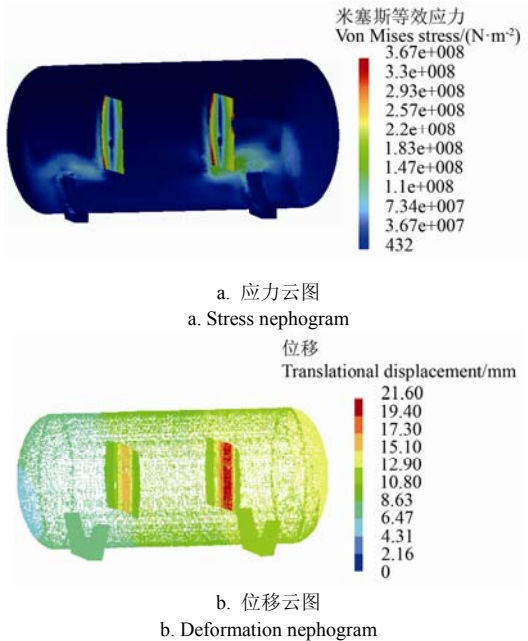 米塞斯等效应力
Von Mises stress/(N·m-2)
3.67e+008
3.3e+008
2.93e+008
2.57e+008
2.2e+008
1.83e+008
1.47e+008
1.1e+008
7.34e+007
3.67e+007
432
a. 应力云图
a. Stress nephogram
位移
Translational displacement/mm
21.60
19.40
17.30
15.10
12.90
10.80
8.63
6.47
4.31
2.16
0
b. 位移云图
b. Deformation nephogram